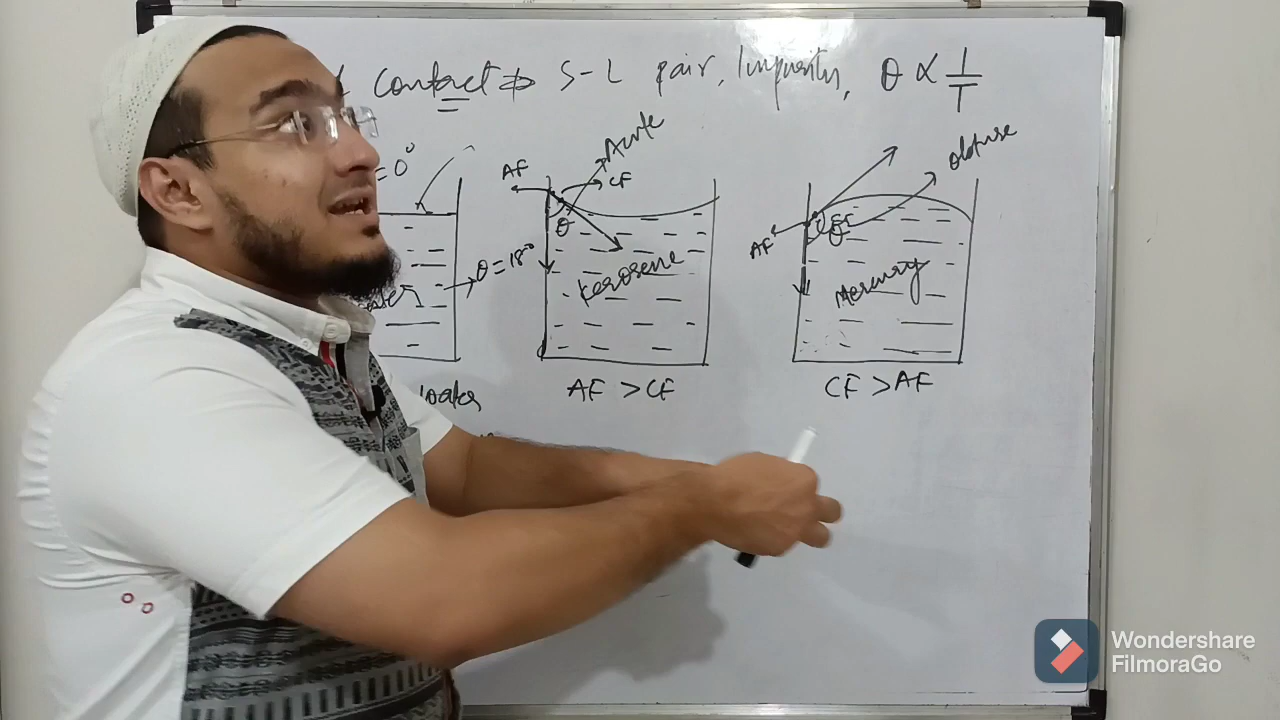 contact ⇒ S-L pair, Impurity, θ ∝ 1/T
= 0°
AF
Acute
CF
θ
Kerosene
θ = 18°
AF
Obtuse
θ
Mercury
water
AF > CF
CF > AF
Wondershare
FilmoraGo